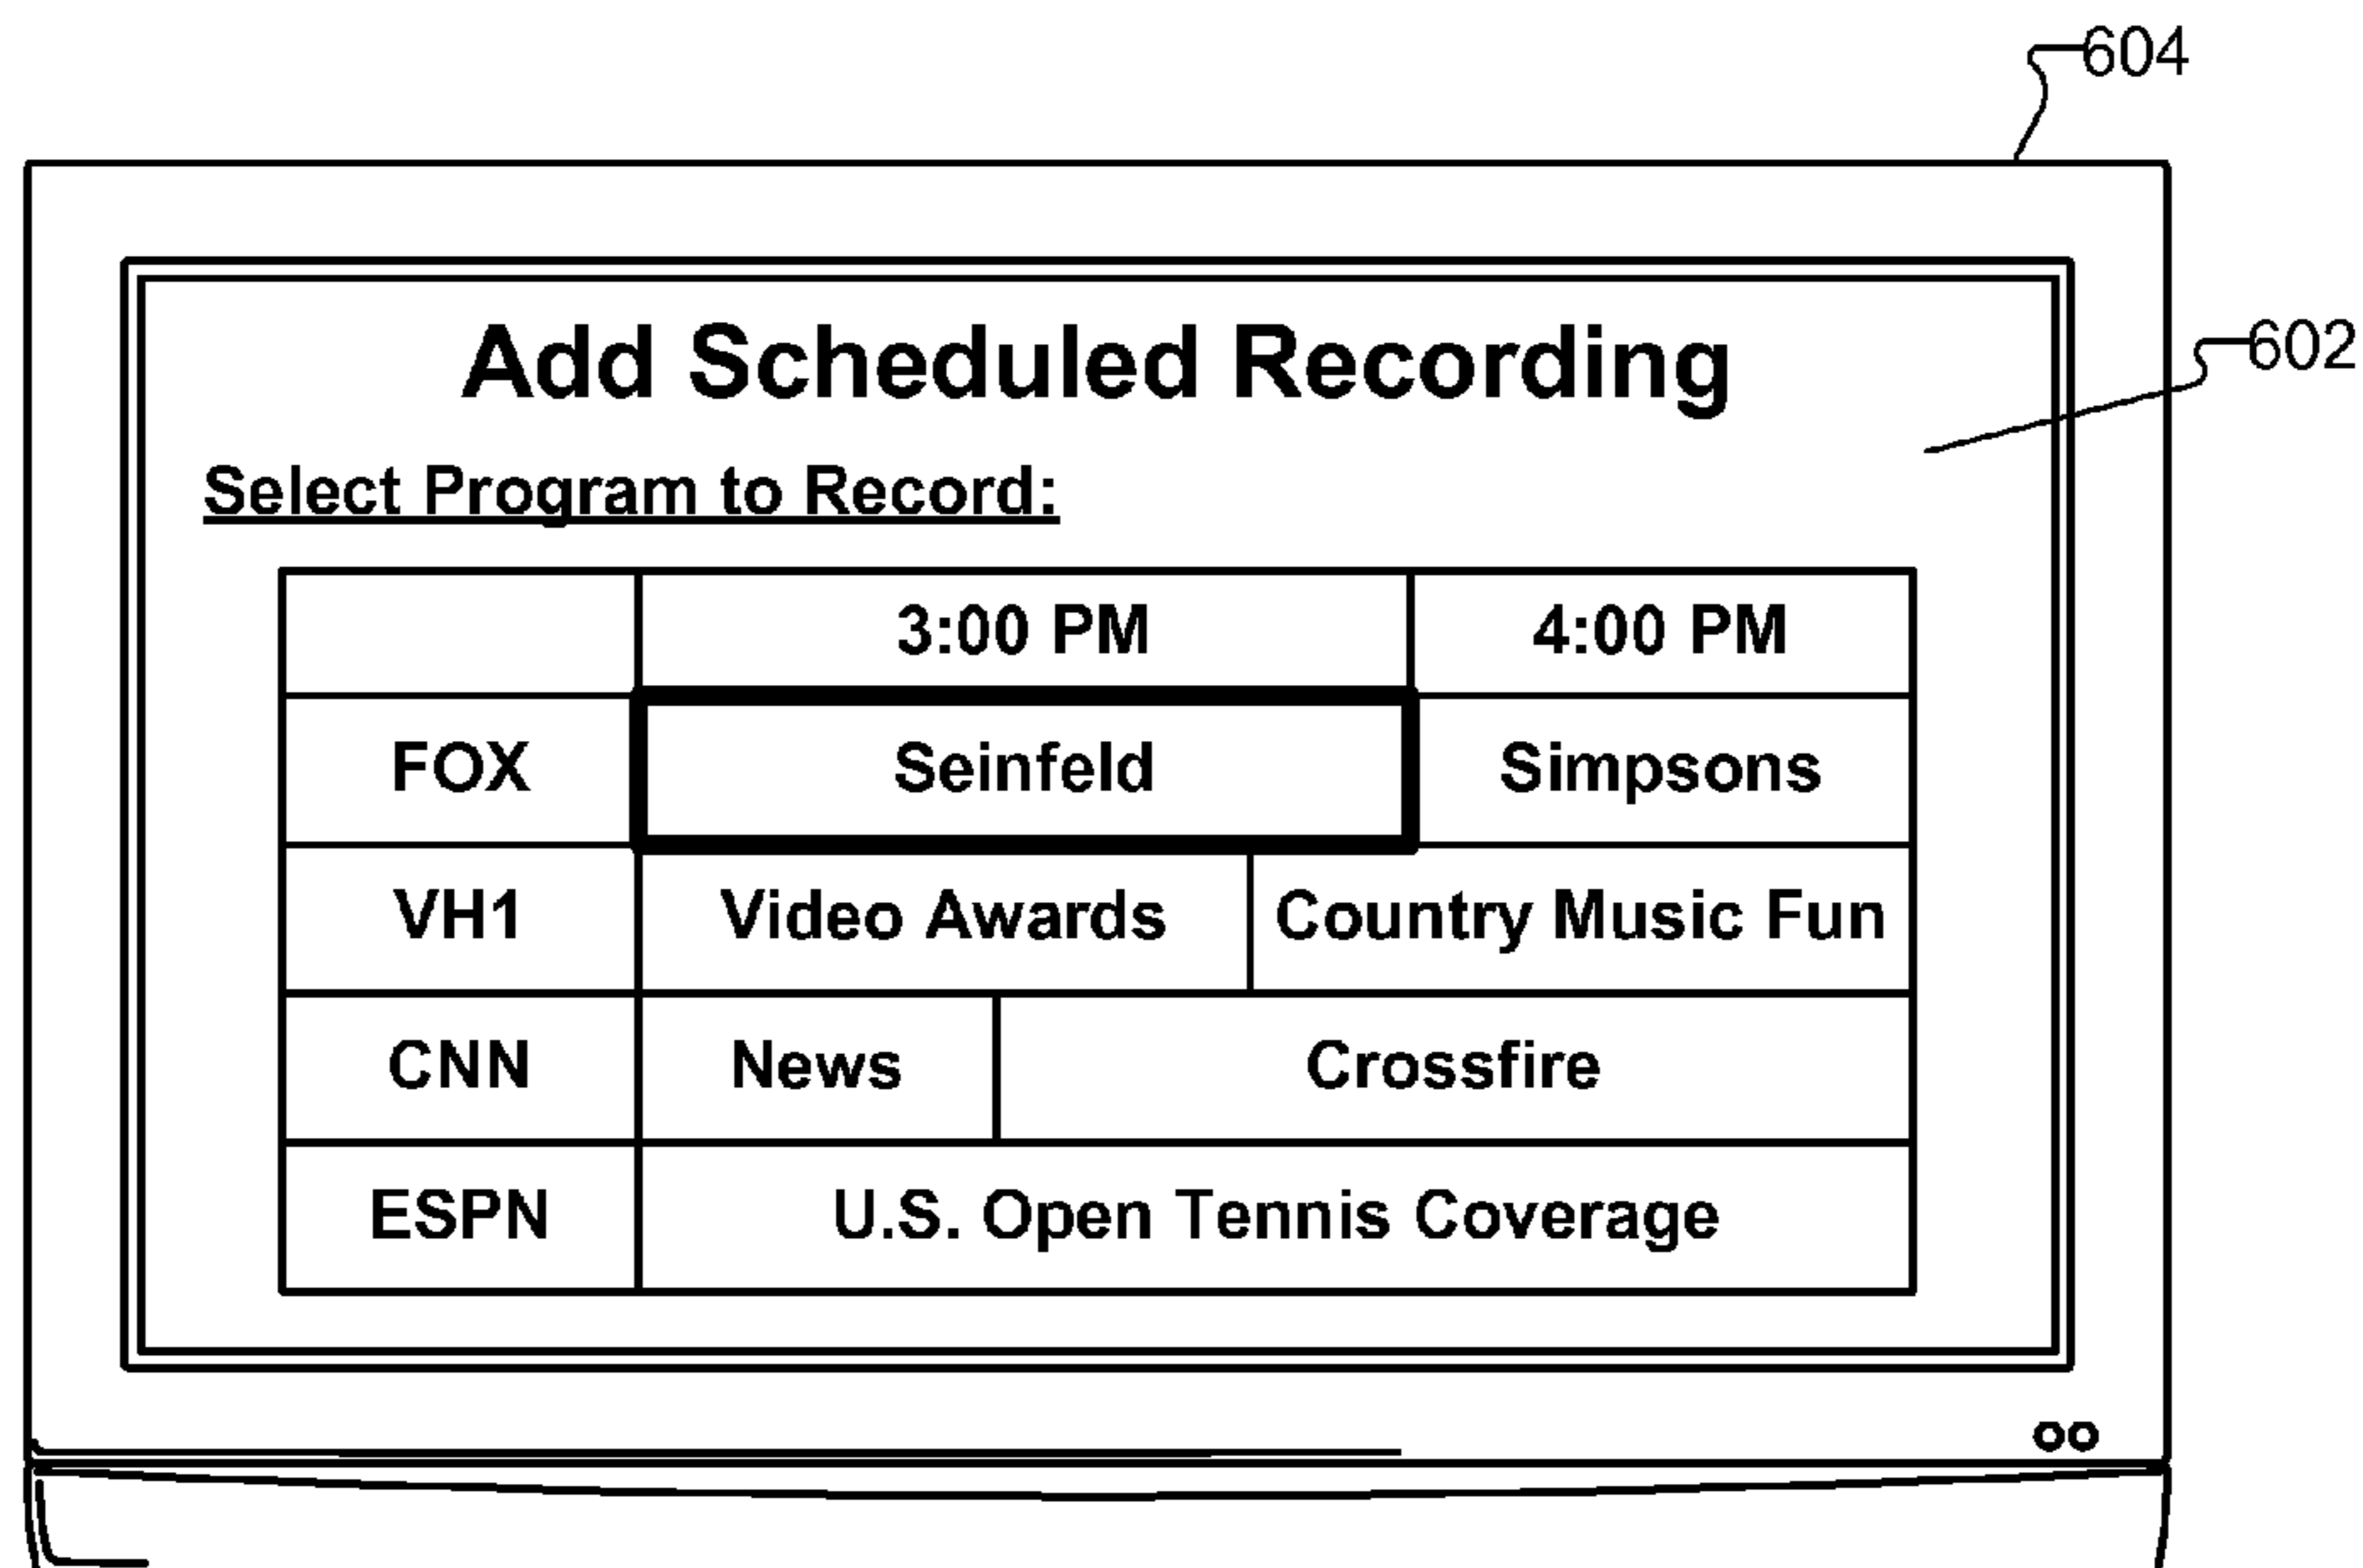 604
602
Add Scheduled Recording
Select Program to Record:
3:00 PM 4:00 PM
FOX Seinfeld Simpsons
VH1 Video Awards Country Music Fun
CNN News Crossfire
ESPN U.S. Open Tennis Coverage